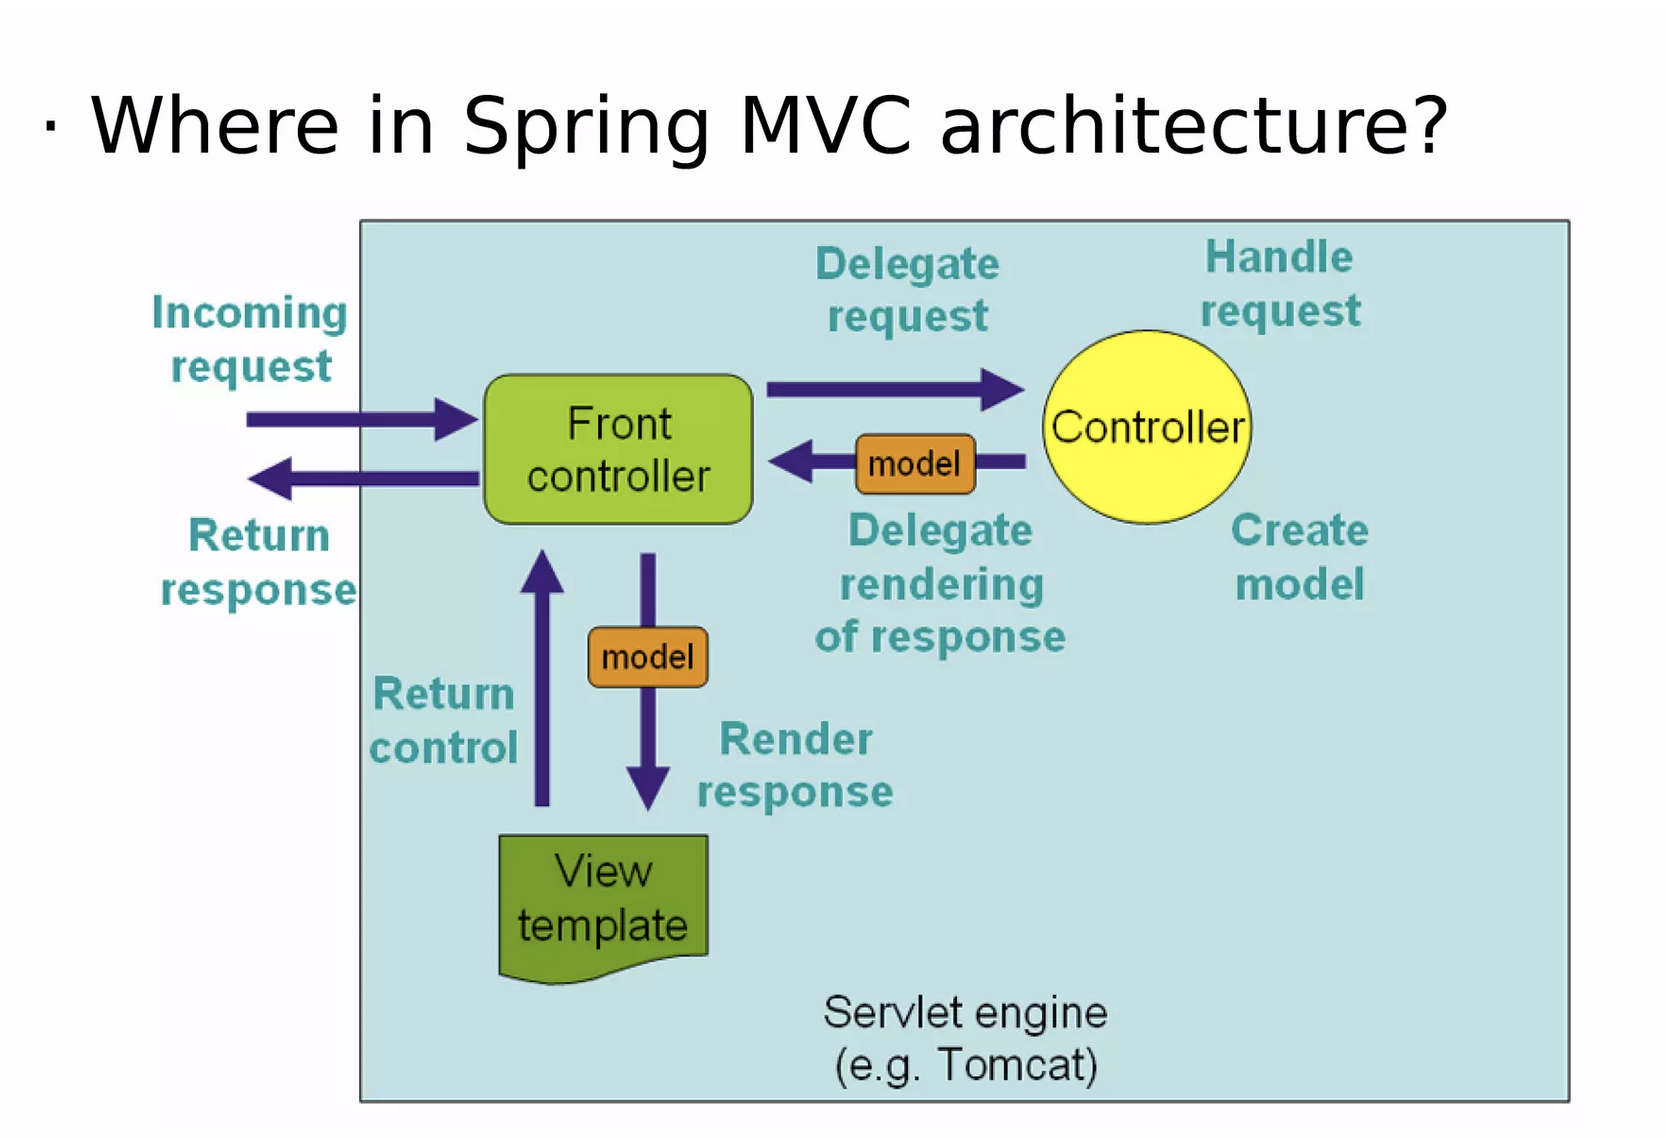 · Where in Spring MVC architecture?
Incoming
request
Return
response
Front
controller
Delegate
request
Handle
request
Controller
model
Delegate
rendering
of response
Create
model
Return
control
model
Render
response
View
template
Servlet engine
(e.g. Tomcat)